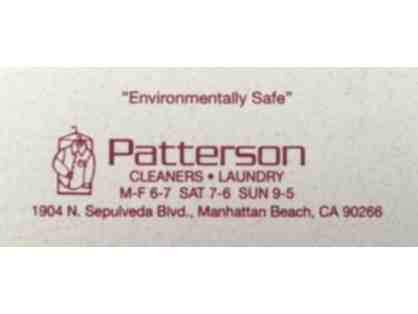 "Environmentally Safe"
Patterson
CLEANERS • LAUNDRY
M-F 6-7 SAT 7-6 SUN 9-5
1904 N. Sepulveda Blvd., Manhattan Beach, CA 90266